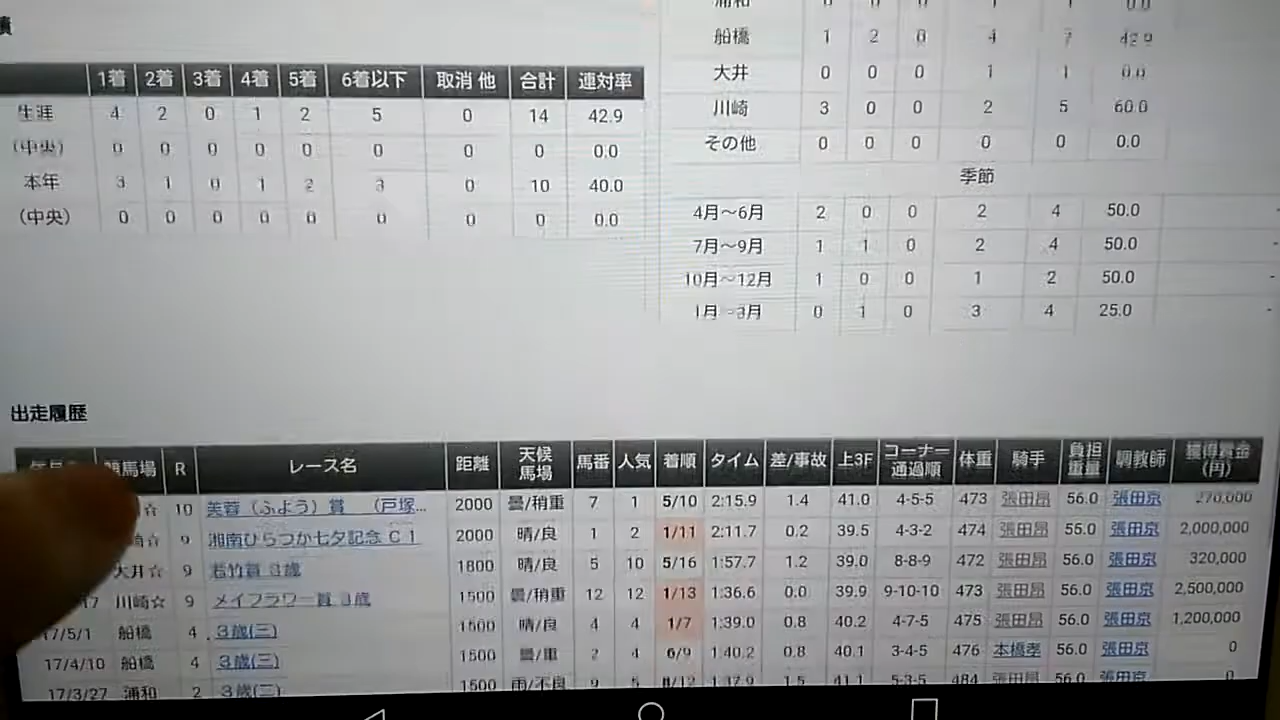 績
1着 2着 3着 4着 5着 6着以下 取消 他 合計 連対率
生涯 4 2 0 1 2 5 0 14 42.9
(中央) 0 0 0 0 0 0 0 0 0.0
本年 3 1 0 1 2 3 0 10 40.0
(中央) 0 0 0 0 0 0 0 0 0.0
浦和 0 0 0 1 1 0.0
船橋 1 2 0 4 7 42.9
大井 0 0 0 1 1 0.0
川崎 3 0 0 2 5 60.0
その他 0 0 0 0 0 0.0
季節
4月～6月 2 0 0 2 4 50.0
7月～9月 1 1 0 2 4 50.0
10月～12月 1 0 0 1 2 50.0
1月～3月 0 1 0 3 4 25.0
出走履歴
馬場 R レース名 距離 天候馬場 馬番 人気 着順 タイム 差/事故 上3F コーナー通過順 体重 騎手 負担重量 調教師 獲得賞金(円)
☆ 10 芙蓉（ふよう）賞 （戸塚... 2000 曇/稍重 7 1 5/10 2:15.9 1.4 41.0 4-5-5 473 張田昂 56.0 張田京 270,000
崎☆ 9 湘南ひらつか七夕記念Ｃ１ 2000 晴/良 1 2 1/11 2:11.7 0.2 39.5 4-3-2 474 張田昂 55.0 張田京 2,000,000
大井☆ 9 若竹賞３歳 1800 晴/良 5 10 5/16 1:57.7 1.2 39.0 8-8-9 472 張田昂 56.0 張田京 320,000
17 川崎☆ 9 メイフラワー賞３歳 1500 曇/稍重 12 12 1/13 1:36.6 0.0 39.9 9-10-10 473 張田昂 56.0 張田京 2,500,000
17/5/1 船橋 4 ３歳(三) 1500 晴/良 4 4 1/7 1:39.0 0.8 40.2 4-7-5 475 張田昂 56.0 張田京 1,200,000
17/4/10 船橋 4 ３歳(三) 1500 曇/重 2 4 6/9 1:40.2 0.8 40.1 3-4-5 476 本橋孝 56.0 張田京 0
17/3/27 浦和 2 ３歳(二) 1500 雨/不良 9 5 8/12 1:37.9 1.5 41.1 5-3-5 484 張田昂 56.0 張田京 0